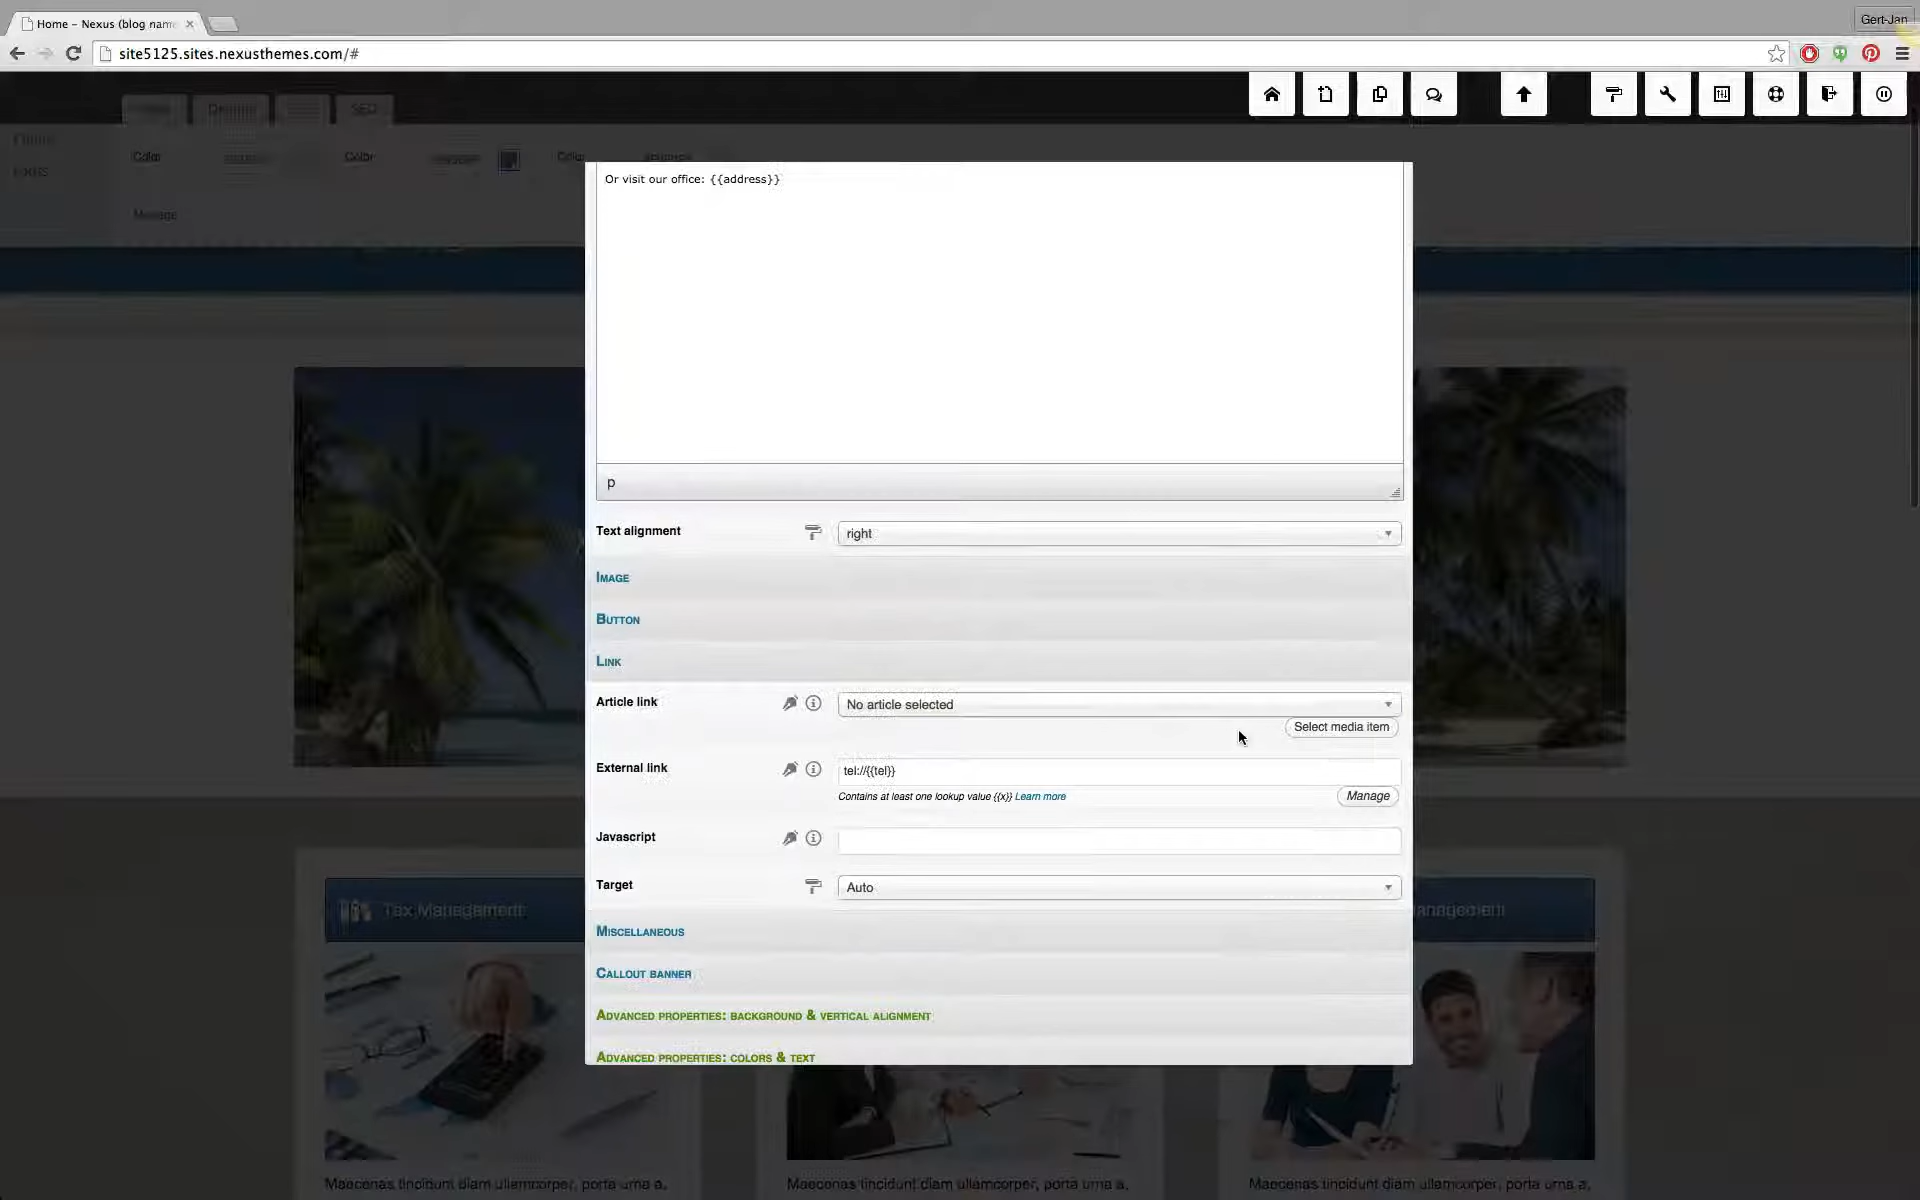 Home – Nexus (blog name
Gert-Jan
site5125.sites.nexusthemes.com/#
SEO
Color
Color
Color
Manage
Or visit our office: {{address}}
p
Text alignment
right
Image
Button
Link
Article link
No article selected
Select media item
External link
tel://{{tel}}
Contains at least one lookup value {{x}} Learn more
Manage
Javascript
Target
Auto
Miscellaneous
Callout banner
Advanced properties: background & vertical alignment
Advanced properties: colors & text
Tax Management
anagement
Maecenas tincidunt diam ullamcorper, porta urna a,
Maecenas tincidunt diam ullamcorper, porta urna a,
Maecenas tincidunt diam ullamcorper, porta urna a,